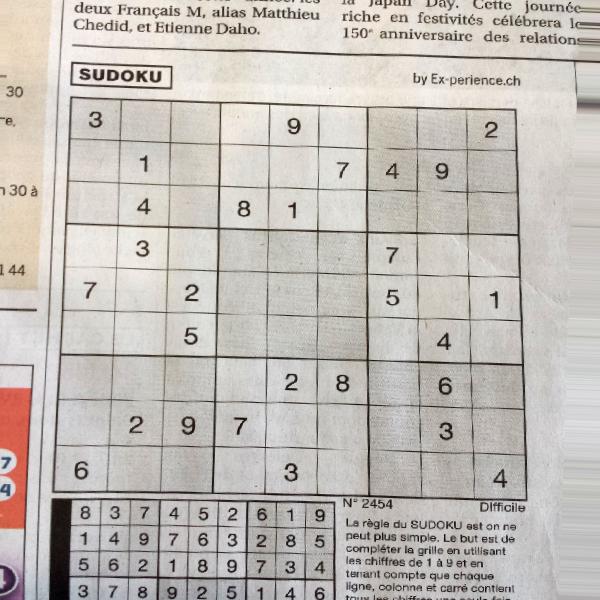 deux Français M, alias Matthieu
Chedid, et Etienne Daho.
la Japan Day. Cette journée
riche en festivités célébrera le
150e anniversaire des relations
30
re,
n 30 à
l 44
7
4
SUDOKU
by Ex-perience.ch
3 9 2
1 7 4 9
4 8 1
3 7
7 2 5 1
5 4
2 8 6
2 9 7 3
6 3 4
8 3 7 4 5 2 6 1 9
1 4 9 7 6 3 2 8 5
5 6 2 1 8 9 7 3 4
3 7 8 9 2 5 1 4 6
N° 2454
Difficile
La règle du SUDOKU est on ne
peut plus simple. Le but est de
compléter la grille en utilisant
les chiffres de 1 à 9 et en
tenant compte que chaque
ligne, colonne et carré contient
tous les chiffres une seule fois